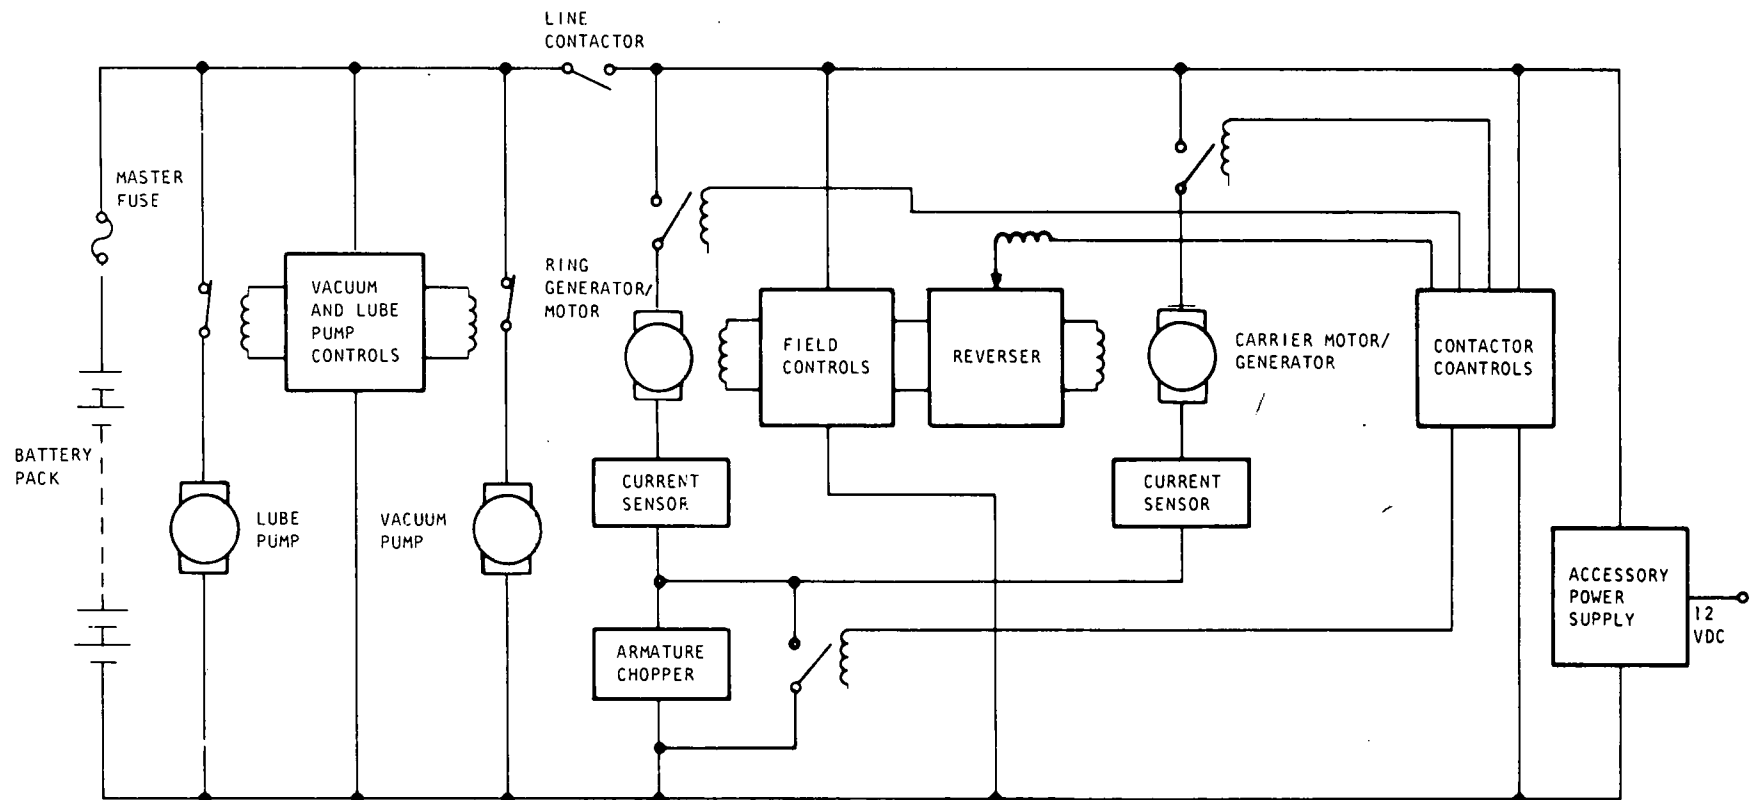 LINE
CONTACTOR
MASTER
FUSE
VACUUM
AND LUBE
PUMP
CONTROLS
RING
GENERATOR/
MOTOR
FIELD
CONTROLS
REVERSER
CARRIER MOTOR/
GENERATOR
CONTACTOR
COANTROLS
BATTERY
PACK
LUBE
PUMP
VACUUM
PUMP
CURRENT
SENSOR
CURRENT
SENSOR
ARMATURE
CHOPPER
ACCESSORY
POWER
SUPPLY
12
VDC